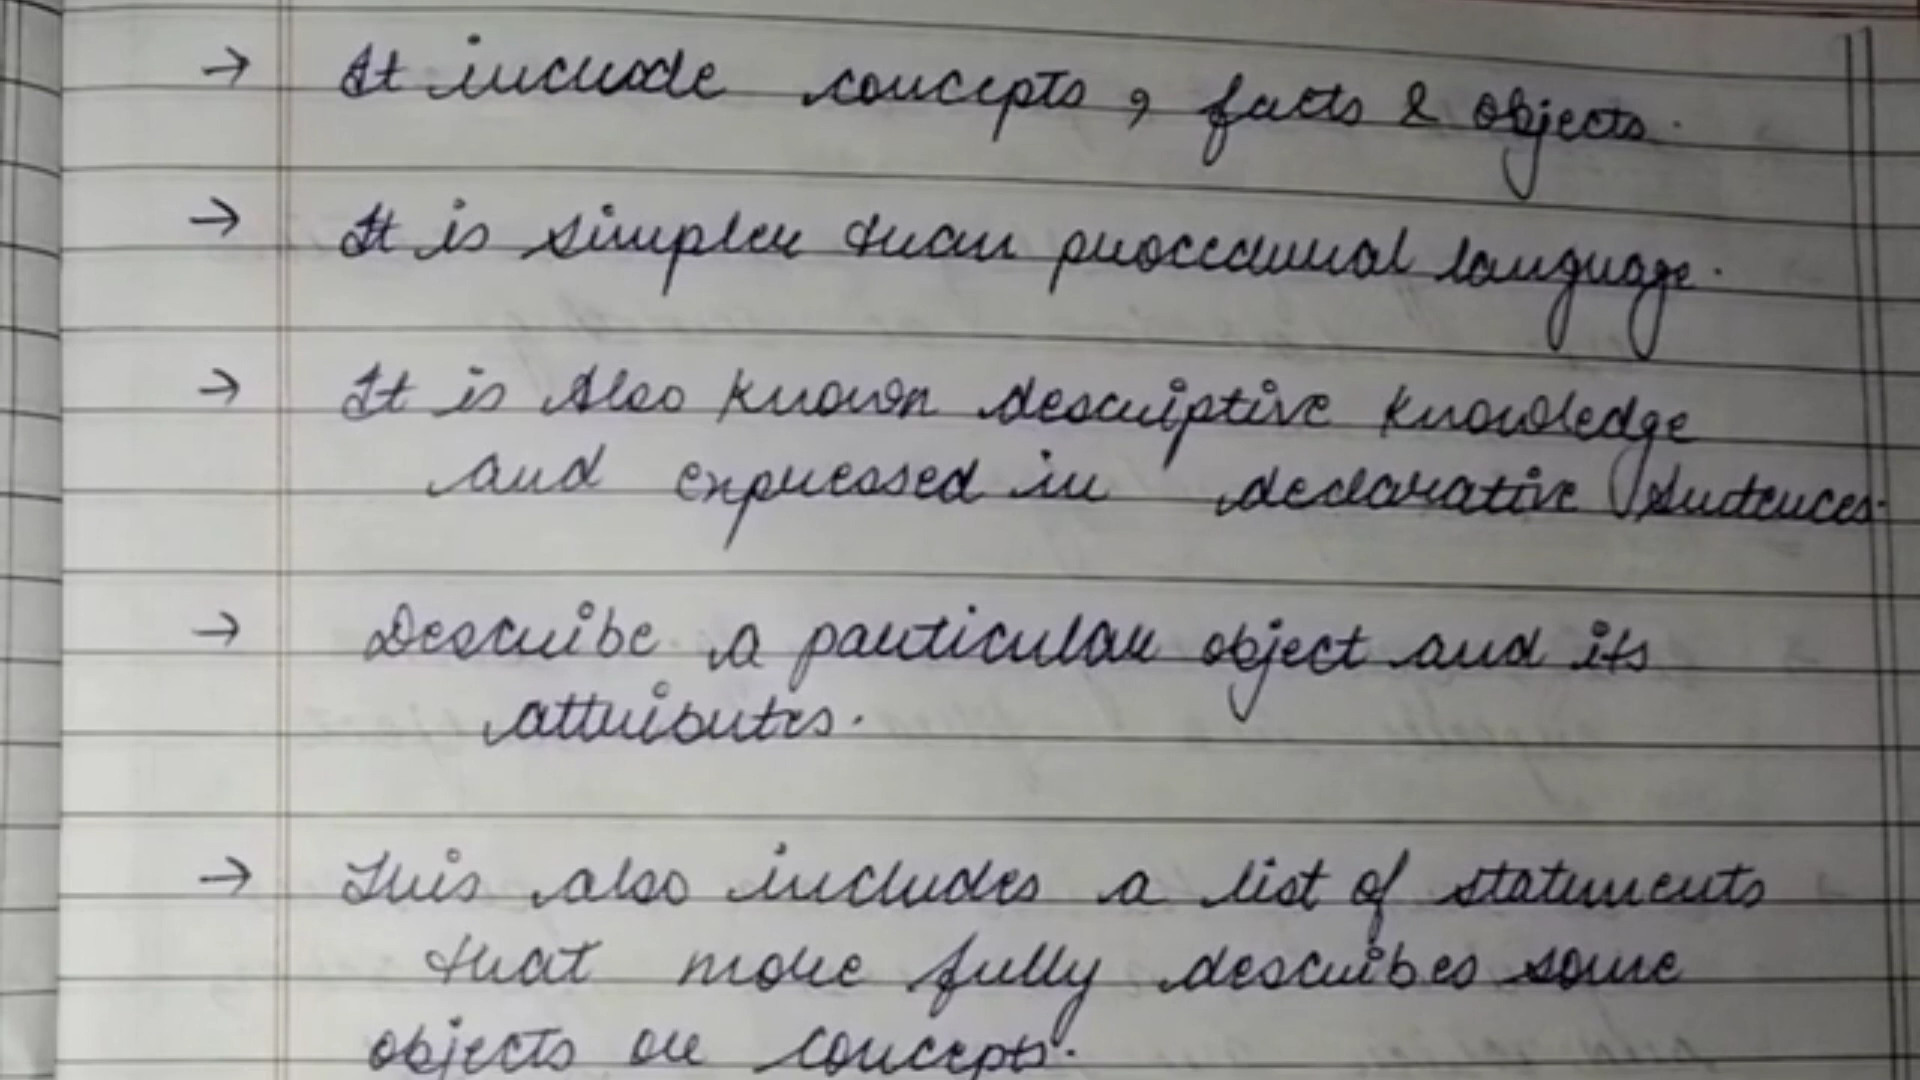 → It include concepts, facts & objects.
→ It is simpler than procedural language.
→ It is Also known descriptive knowledge
and expressed in declarative sentences.
→ Describe a particular object and its
attributes.
→ This also includes a list of statements
that more fully describes some
objects or concepts.